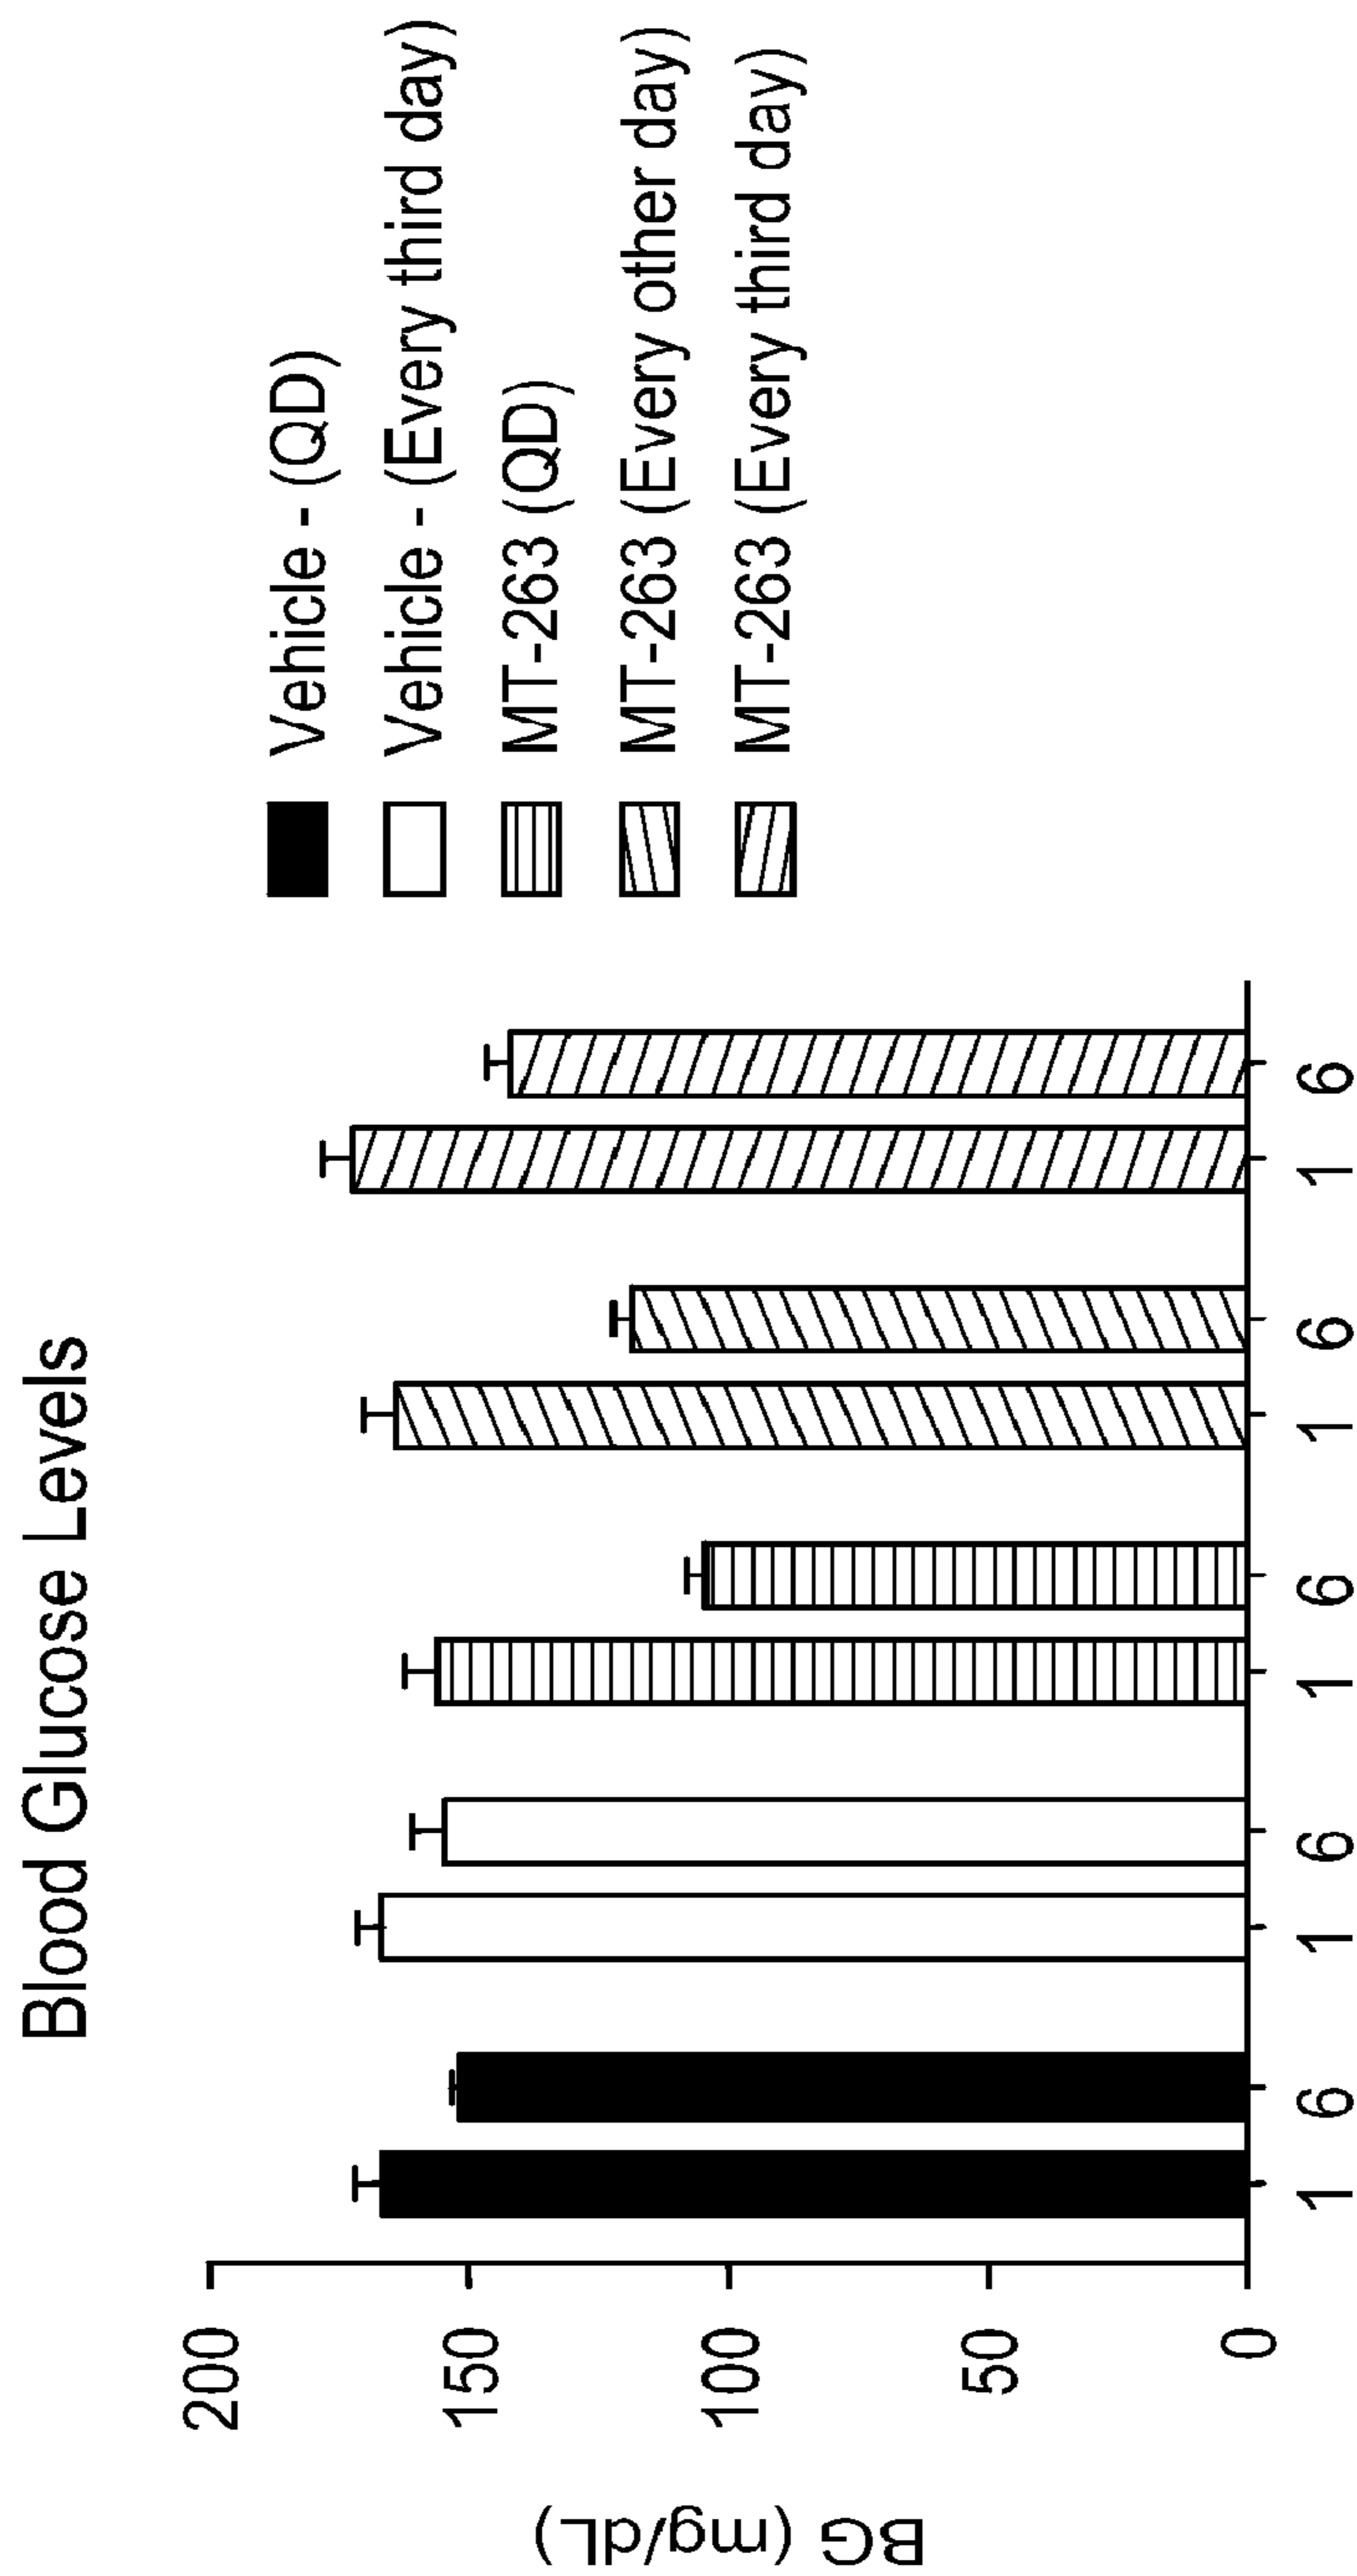 Blood Glucose Levels
BG (mg/dL)
200
150
100
50
0
1 6 1 6 1 6 1 6 1 6
Vehicle - (QD)
Vehicle - (Every third day)
MT-263 (QD)
MT-263 (Every other day)
MT-263 (Every third day)